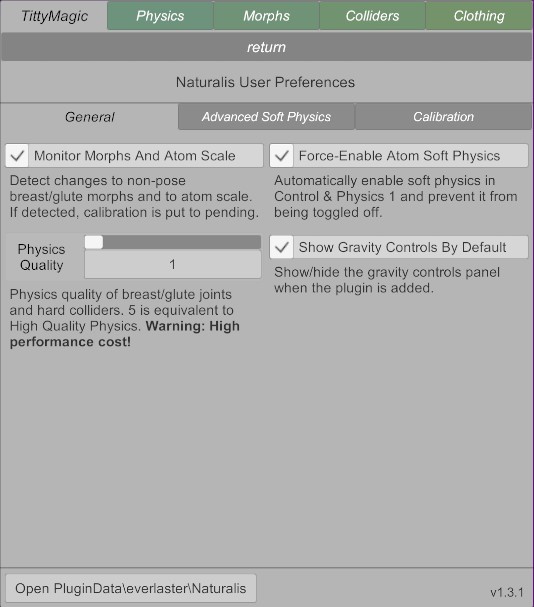 TittyMagic Physics Morphs Colliders Clothing
return
Naturalis User Preferences
General Advanced Soft Physics Calibration
Monitor Morphs And Atom Scale
Detect changes to non-pose
breast/glute morphs and to atom scale.
If detected, calibration is put to pending.
Force-Enable Atom Soft Physics
Automatically enable soft physics in
Control & Physics 1 and prevent it from
being toggled off.
Physics
Quality
1
Physics quality of breast/glute joints
and hard colliders. 5 is equivalent to
High Quality Physics. Warning: High
performance cost!
Show Gravity Controls By Default
Show/hide the gravity controls panel
when the plugin is added.
Open PluginData\everlaster\Naturalis
v1.3.1